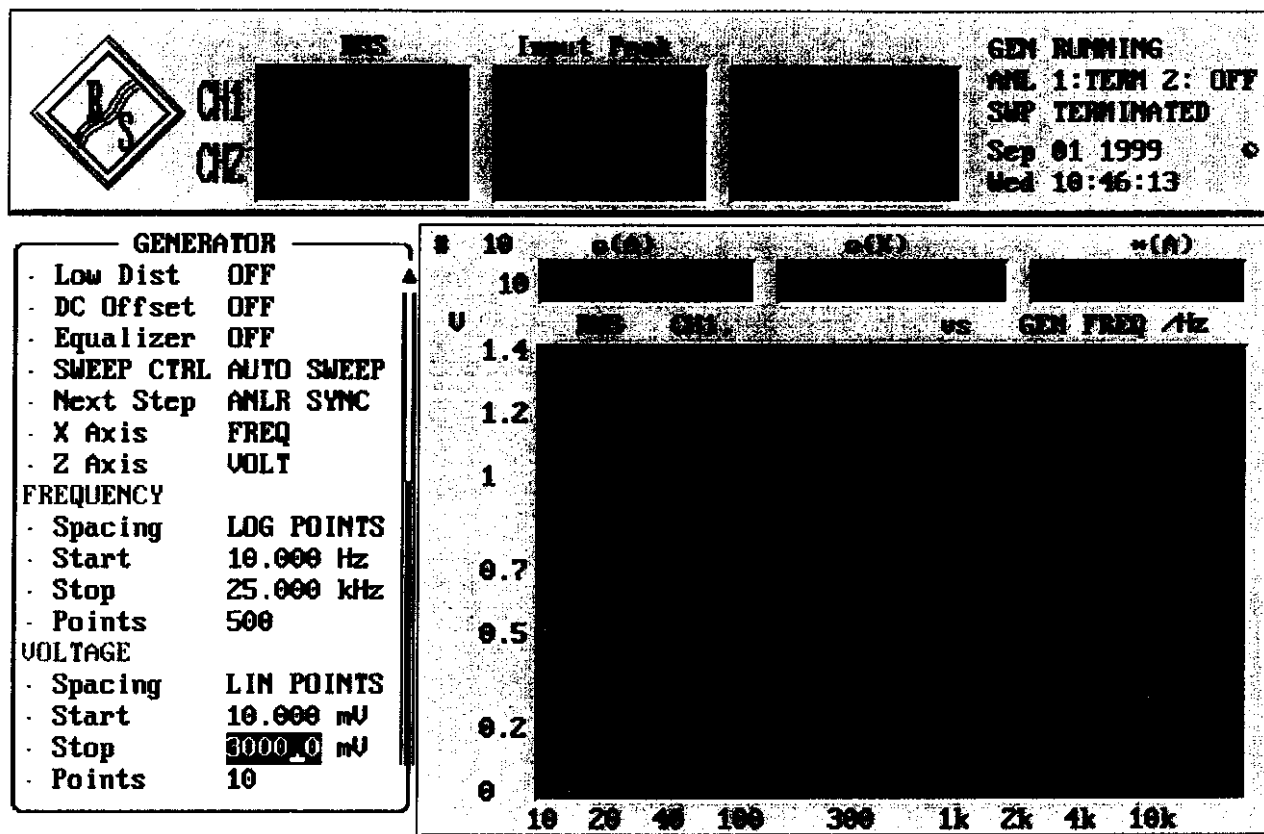 RMS Input Peak
R S
CH1
CH2
GEN RUNNING
ANL 1:TERM 2: OFF
SWP TERMINATED
Sep 01 1999
Wed 10:46:13
GENERATOR
· Low Dist OFF
· DC Offset OFF
· Equalizer OFF
· SWEEP CTRL AUTO SWEEP
· Next Step ANLR SYNC
· X Axis FREQ
· Z Axis VOLT
FREQUENCY
· Spacing LOG POINTS
· Start 10.000 Hz
· Stop 25.000 kHz
· Points 500
VOLTAGE
· Spacing LIN POINTS
· Start 10.000 mV
· Stop 3000.0 mV
· Points 10
# 10 o(A) o(X) *(A)
10
V RMS CH1, vs GEN FREQ /Hz
1.4
1.2
1
0.7
0.5
0.2
0
10 20 40 100 300 1k 2k 4k 10k